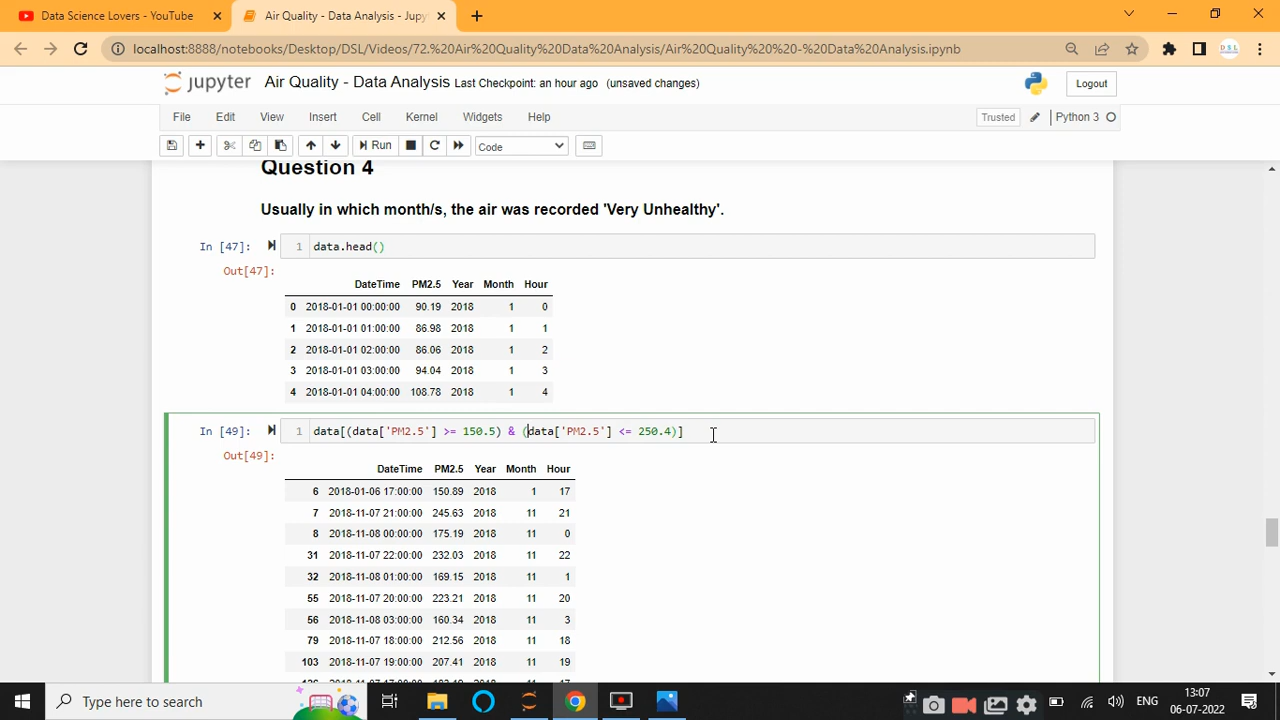 Data Science Lovers - YouTube
Air Quality - Data Analysis - Jupy
localhost:8888/notebooks/Desktop/DSL/Videos/72.%20Air%20Quality%20Data%20Analysis/Air%20Quality%20%20-%20Data%20Analysis.ipynb
jupyter Air Quality - Data Analysis Last Checkpoint: an hour ago (unsaved changes)
Logout
File Edit View Insert Cell Kernel Widgets Help
Trusted Python 3
Run Code
Question 4
Usually in which month/s, the air was recorded 'Very Unhealthy'.
In [47]: 1 data.head()
Out[47]:
DateTime PM2.5 Year Month Hour
0 2018-01-01 00:00:00 90.19 2018 1 0
1 2018-01-01 01:00:00 86.98 2018 1 1
2 2018-01-01 02:00:00 86.06 2018 1 2
3 2018-01-01 03:00:00 94.04 2018 1 3
4 2018-01-01 04:00:00 108.78 2018 1 4
In [49]: 1 data[(data['PM2.5'] >= 150.5) & (data['PM2.5'] <= 250.4)]
Out[49]:
DateTime PM2.5 Year Month Hour
6 2018-01-06 17:00:00 150.89 2018 1 17
7 2018-11-07 21:00:00 245.63 2018 11 21
8 2018-11-08 00:00:00 175.19 2018 11 0
31 2018-11-07 22:00:00 232.03 2018 11 22
32 2018-11-08 01:00:00 169.15 2018 11 1
55 2018-11-07 20:00:00 223.21 2018 11 20
56 2018-11-08 03:00:00 160.34 2018 11 3
79 2018-11-07 18:00:00 212.56 2018 11 18
103 2018-11-07 19:00:00 207.41 2018 11 19
Type here to search
ENG
13:07
06-07-2022